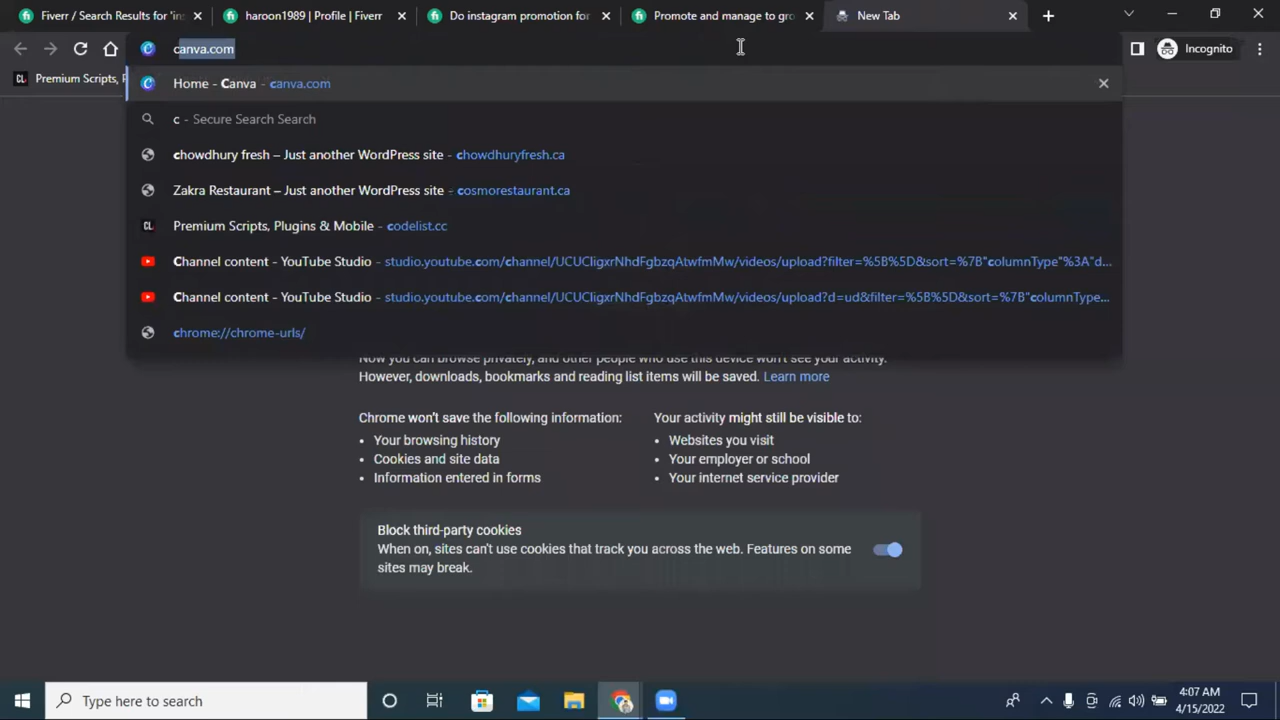 Fiverr / Search Results for 'ins
haroon1989 | Profile | Fiverr
Do instagram promotion for
Promote and manage to gro
New Tab
canva.com
Incognito
Premium Scripts, P
Home - Canva - canva.com
c - Secure Search Search
chowdhury fresh – Just another WordPress site - chowdhuryfresh.ca
Zakra Restaurant – Just another WordPress site - cosmorestaurant.ca
CL Premium Scripts, Plugins & Mobile - codelist.cc
Channel content - YouTube Studio - studio.youtube.com/channel/UCUCIigxrNhdFgbzqAtwfmMw/videos/upload?filter=%5B%5D&sort=%7B"columnType"%3A"d...
Channel content - YouTube Studio - studio.youtube.com/channel/UCUCIigxrNhdFgbzqAtwfmMw/videos/upload?d=ud&filter=%5B%5D&sort=%7B"columnType...
chrome://chrome-urls/
Now you can browse privately, and other people who use this device won't see your activity.
However, downloads, bookmarks and reading list items will be saved. Learn more
Chrome won't save the following information:
• Your browsing history
• Cookies and site data
• Information entered in forms
Your activity might still be visible to:
• Websites you visit
• Your employer or school
• Your internet service provider
Block third-party cookies
When on, sites can't use cookies that track you across the web. Features on some
sites may break.
Type here to search
4:07 AM
4/15/2022